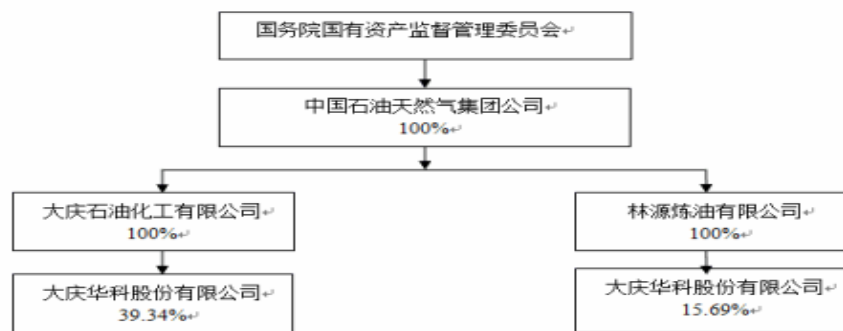 国务院国有资产监督管理委员会
中国石油天然气集团公司
100%
大庆石油化工有限公司
100%
林源炼油有限公司
100%
大庆华科股份有限公司
39.34%
大庆华科股份有限公司
15.69%